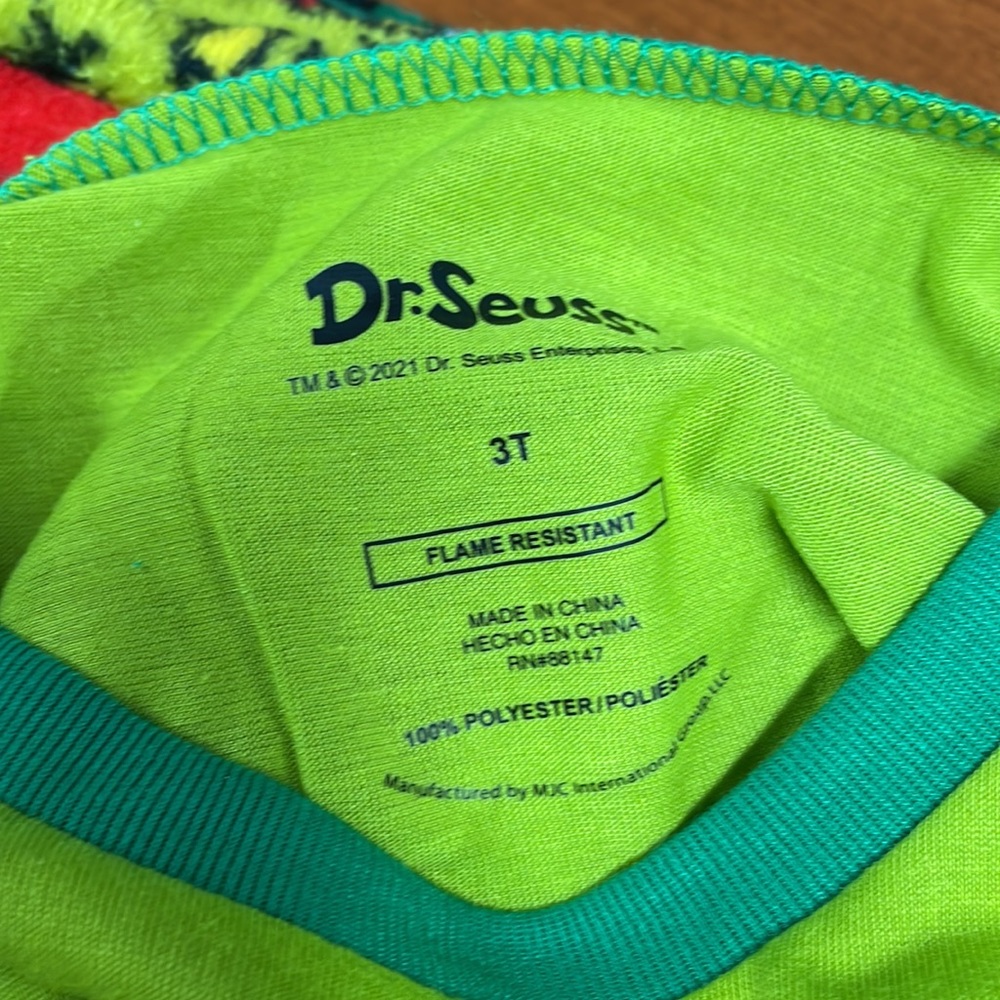 Dr. Seuss™
TM & © 2021 Dr. Seuss Enterprises,
3T
FLAME RESISTANT
MADE IN CHINA
HECHO EN CHINA
RN#88147
100% POLYESTER/POLIÉSTER
Manufactured by MJC International Group LLC